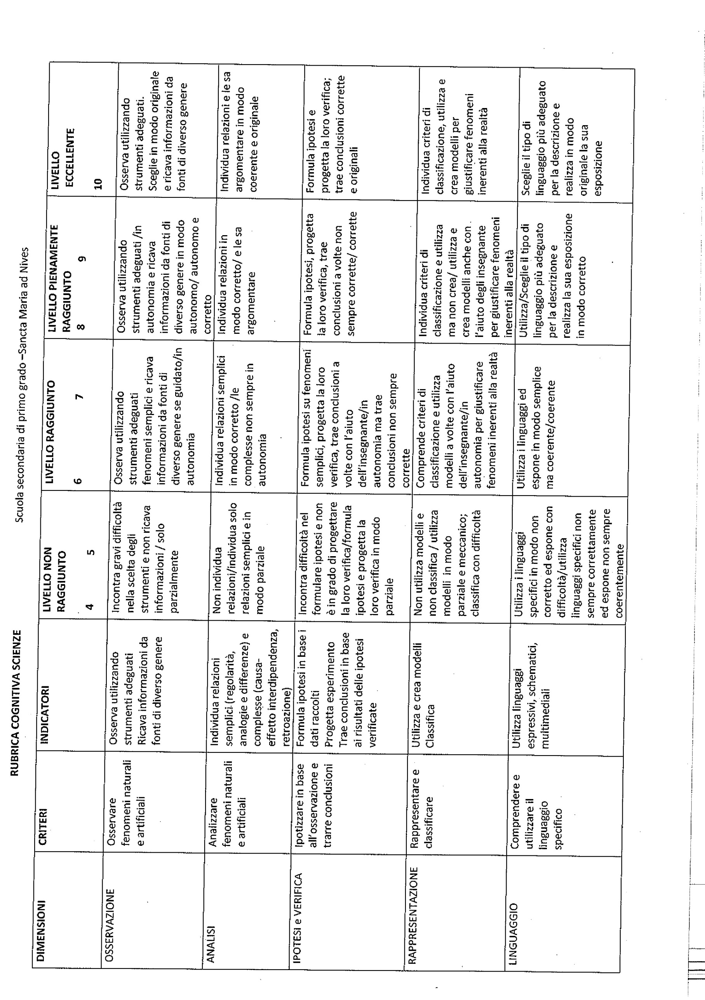 RUBRICA COGNITIVA SCIENZE
Scuola secondaria di primo grado –Sancta Maria ad Nives
DIMENSIONI
CRITERI
INDICATORI
LIVELLO NON
RAGGIUNTO
4 5
LIVELLO RAGGIUNTO
6 7
LIVELLO PIENAMENTE
RAGGIUNTO
8 9
LIVELLO
ECCELLENTE
10
OSSERVAZIONE
Osservare
fenomeni naturali
e artificiali
Osserva utilizzando
strumenti adeguati
Ricava informazioni da
fonti di diverso genere
Incontra gravi difficoltà
nella scelta degli
strumenti e non ricava
informazioni / solo
parzialmente
Osserva utilizzando
strumenti adeguati
fenomeni semplici e ricava
informazioni da fonti di
diverso genere se guidato/in
autonomia
Osserva utilizzando
strumenti adeguati /in
autonomia e ricava
informazioni da fonti di
diverso genere in modo
autonomo/ autonomo e
corretto
Osserva utilizzando
strumenti adeguati.
Sceglie in modo originale
e ricava informazioni da
fonti di diverso genere
ANALISI
Analizzare
fenomeni naturali
e artificiali
Individua relazioni
semplici (regolarità,
analogie e differenze) e
complesse (causa-
effetto interdipendenza,
retroazione)
Non individua
relazioni/individua solo
relazioni semplici e in
modo parziale
Individua relazioni semplici
in modo corretto /le
complesse non sempre in
autonomia
Individua relazioni in
modo corretto/ e le sa
argomentare
Individua relazioni e le sa
argomentare in modo
coerente e originale
IPOTESI e VERIFICA
Ipotizzare in base
all'osservazione e
trarre conclusioni
Formula ipotesi in base i
dati raccolti
Progetta esperimento
Trae conclusioni in base
ai risultati delle ipotesi
verificate
Incontra difficoltà nel
formulare ipotesi e non
è in grado di progettare
la loro verifica/formula
ipotesi e progetta la
loro verifica in modo
parziale
Formula ipotesi su fenomeni
semplici, progetta la loro
verifica, trae conclusioni a
volte con l'aiuto
dell'insegnante/in
autonomia ma trae
conclusioni non sempre
corrette
Formula ipotesi, progetta
la loro verifica, trae
conclusioni a volte non
sempre corrette/ corrette
Formula ipotesi e
progetta la loro verifica;
trae conclusioni corrette
e originali
RAPPRESENTAZIONE
Rappresentare e
classificare
Utilizza e crea modelli
Classifica
Non utilizza modelli e
non classifica / utilizza
modelli in modo
parziale e meccanico;
classifica con difficoltà
Comprende criteri di
classificazione e utilizza
modelli a volte con l'aiuto
dell'insegnante/in
autonomia per giustificare
fenomeni inerenti alla realtà
Individua criteri di
classificazione e utilizza
ma non crea/ utilizza e
crea modelli anche con
l'aiuto degli insegnante
per giustificare fenomeni
inerenti alla realtà
Individua criteri di
classificazione, utilizza e
crea modelli per
giustificare fenomeni
inerenti alla realtà
LINGUAGGIO
Comprendere e
utilizzare il
linguaggio
specifico
Utilizza linguaggi
espressivi, schematici,
multimediali
Utilizza i linguaggi
specifici in modo non
corretto ed espone con
difficoltà/utilizza
linguaggi specifici non
sempre correttamente
ed espone non sempre
coerentemente
Utilizza i linguaggi ed
espone in modo semplice
ma coerente/coerente
Utilizza/Sceglie il tipo di
linguaggio più adeguato
per la descrizione e
realizza la sua esposizione
in modo corretto
Sceglie il tipo di
linguaggio più adeguato
per la descrizione e
realizza in modo
originale la sua
esposizione